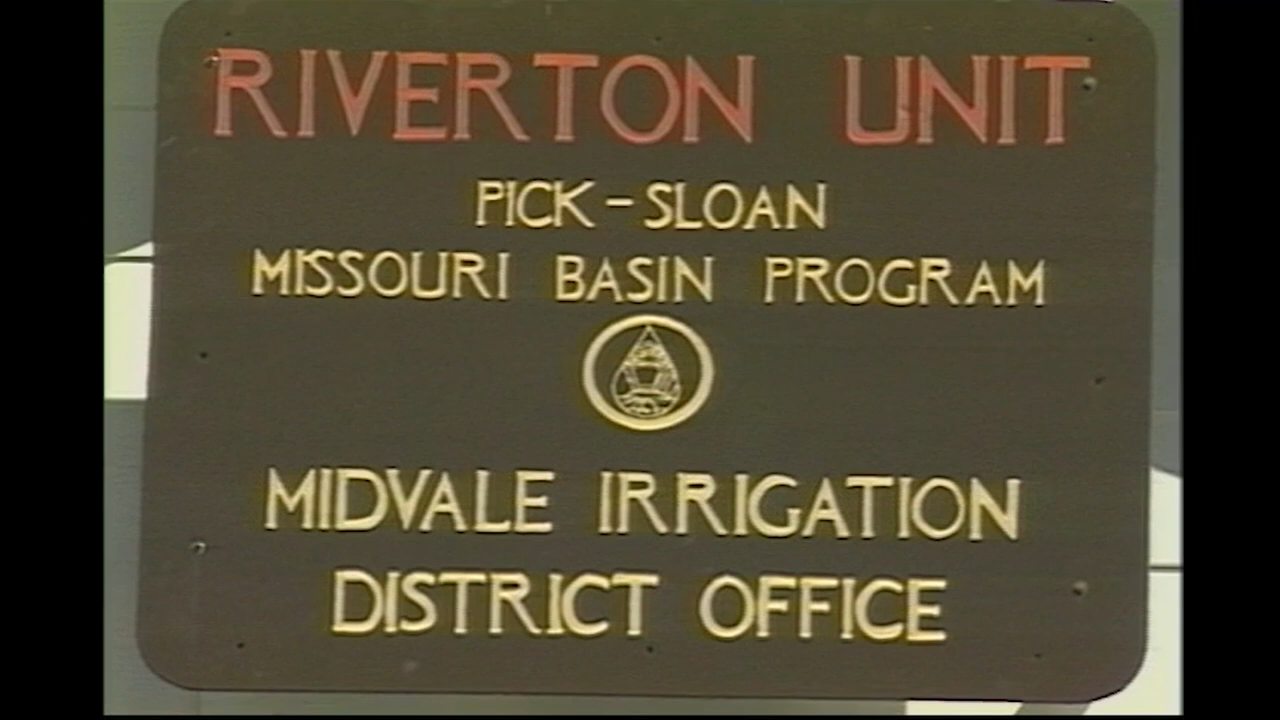 RIVERTON UNIT
PICK-SLOAN
MISSOURI BASIN PROGRAM
MIDVALE IRRIGATION
DISTRICT OFFICE